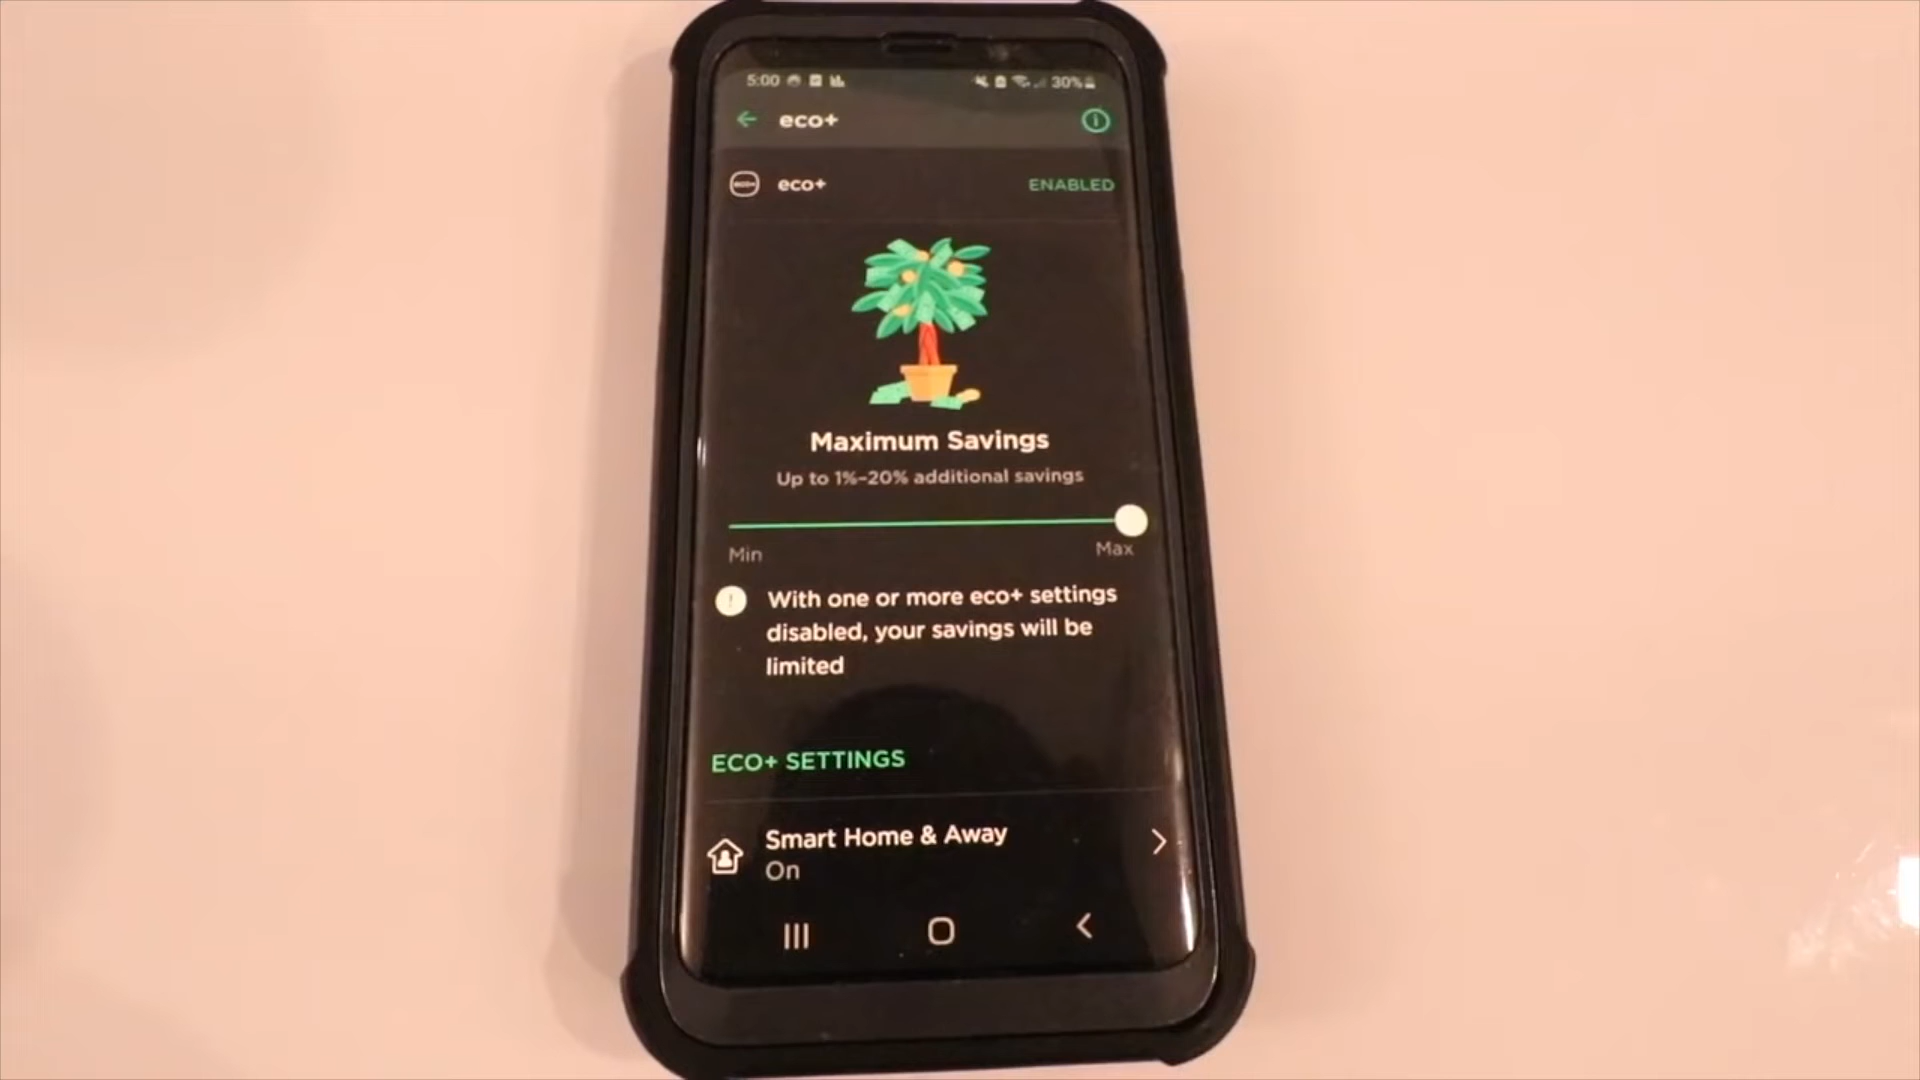 5:00 30%
eco+
eco+ ENABLED
Maximum Savings
Up to 1%-20% additional savings
Min Max
With one or more eco+ settings
disabled, your savings will be
limited
ECO+ SETTINGS
Smart Home & Away
On